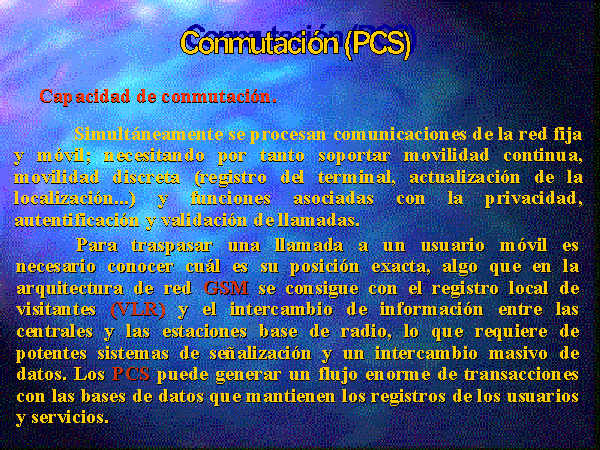 Conmutación (PCS)
Capacidad de conmutación.
Simultáneamente se procesan comunicaciones de la red fija
y móvil; necesitando por tanto soportar movilidad continua,
movilidad discreta (registro del terminal, actualización de la
localización...) y funciones asociadas con la privacidad,
autentificación y validación de llamadas.
Para traspasar una llamada a un usuario móvil es
necesario conocer cuál es su posición exacta, algo que en la
arquitectura de red GSM se consigue con el registro local de
visitantes (VLR) y el intercambio de información entre las
centrales y las estaciones base de radio, lo que requiere de
potentes sistemas de señalización y un intercambio masivo de
datos. Los PCS puede generar un flujo enorme de transacciones
con las bases de datos que mantienen los registros de los usuarios
y servicios.